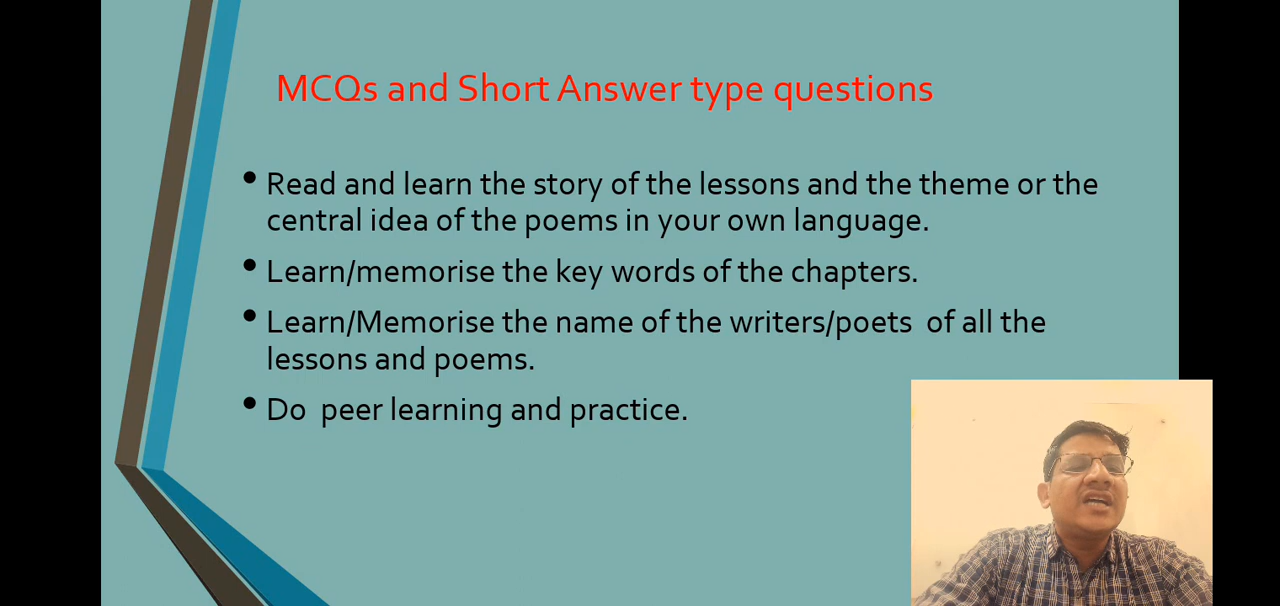 MCQs and Short Answer type questions
• Read and learn the story of the lessons and the theme or the
central idea of the poems in your own language.
• Learn/memorise the key words of the chapters.
• Learn/Memorise the name of the writers/poets  of all the
lessons and poems.
• Do  peer learning and practice.